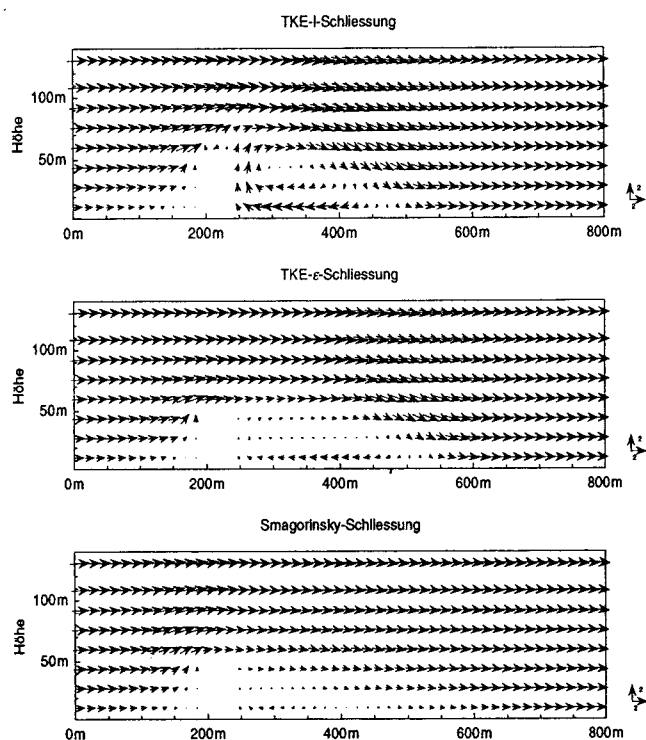 TKE-l-Schliessung
Höhe
100m
50m
0m 200m 400m 600m 800m
2
2
TKE-ε-Schliessung
Höhe
100m
50m
0m 200m 400m 600m 800m
2
2
Smagorinsky-Schliessung
Höhe
100m
50m
0m 200m 400m 600m 800m
2
2